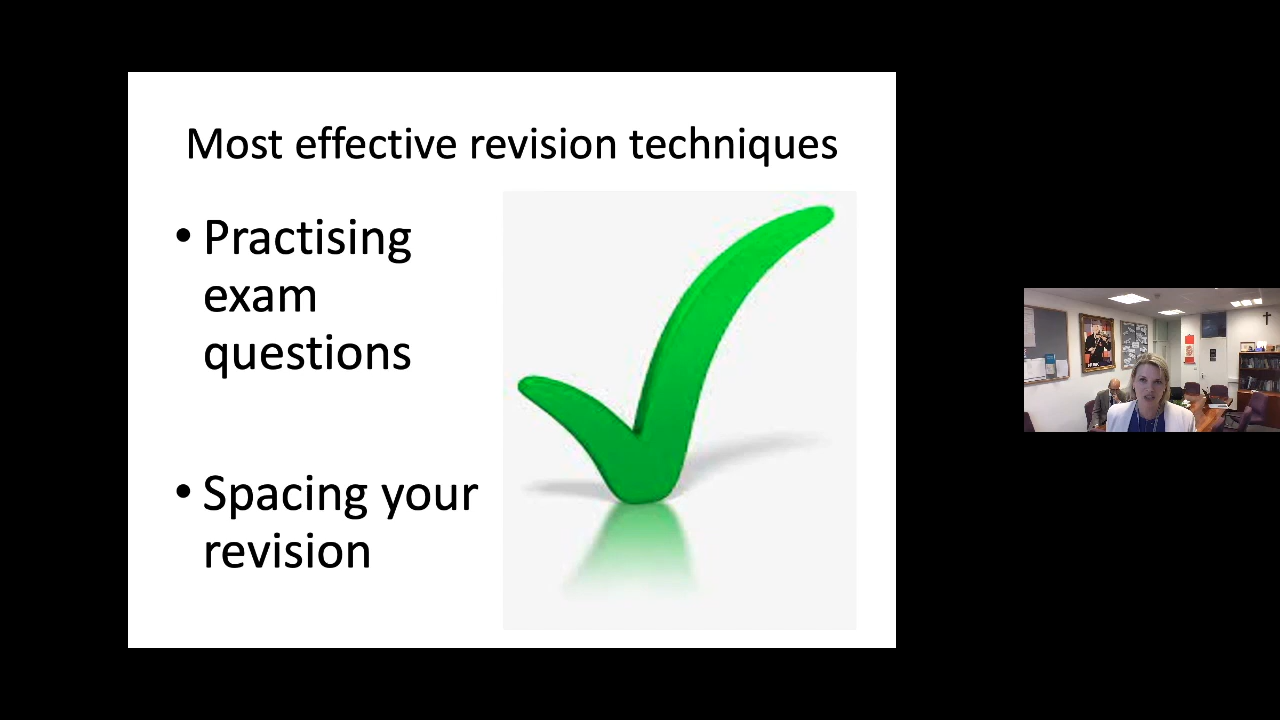 Most effective revision techniques
• Practising
exam
questions
• Spacing your
revision